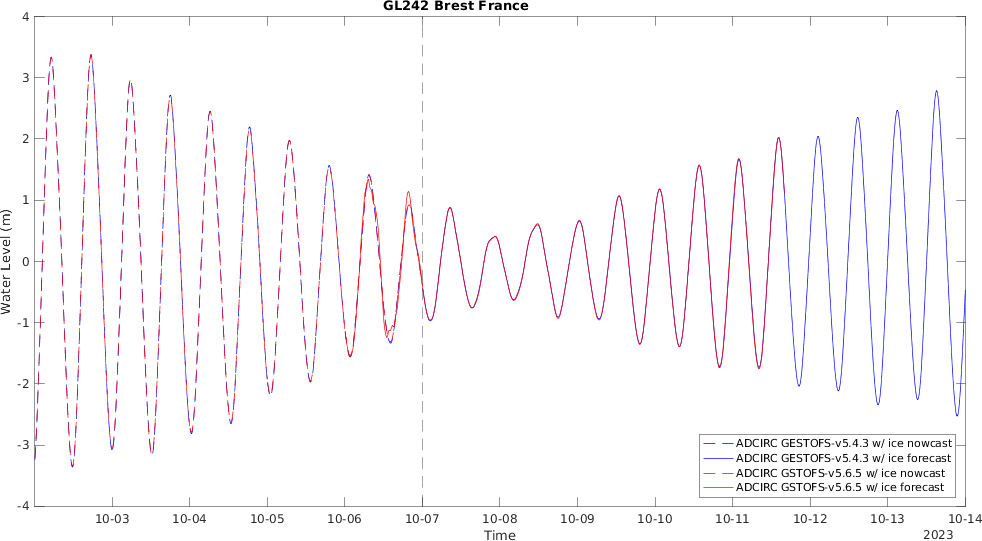 GL242 Brest France
4
3
2
1
0
-1
-2
-3
-4
Water Level (m)
10-03 10-04 10-05 10-06 10-07 10-08 10-09 10-10 10-11 10-12 10-13 10-14
Time
2023
ADCIRC GESTOFS-v5.4.3 w/ ice nowcast
ADCIRC GESTOFS-v5.4.3 w/ ice forecast
ADCIRC GSTOFS-v5.6.5 w/ ice nowcast
ADCIRC GSTOFS-v5.6.5 w/ ice forecast